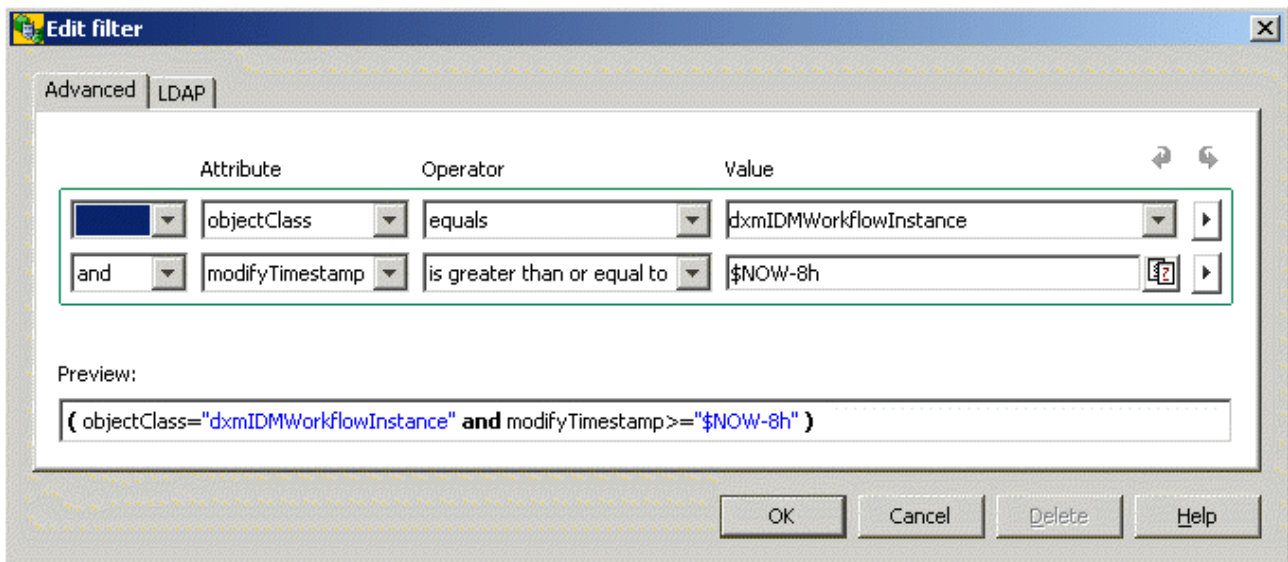 Edit filter
Advanced LDAP
Attribute Operator Value
objectClass equals dxmIDMWorkflowInstance
and modifyTimestamp is greater than or equal to $NOW-8h
Preview:
( objectClass="dxmIDMWorkflowInstance" and modifyTimestamp>="$NOW-8h" )
OK Cancel Delete Help